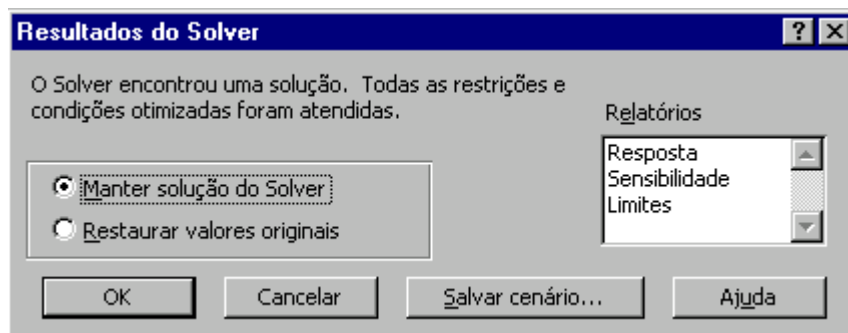 Resultados do Solver
O Solver encontrou uma solução. Todas as restrições e
condições otimizadas foram atendidas.
Relatórios
Resposta
Sensibilidade
Limites
Manter solução do Solver
Restaurar valores originais
OK
Cancelar
Salvar cenário...
Ajuda